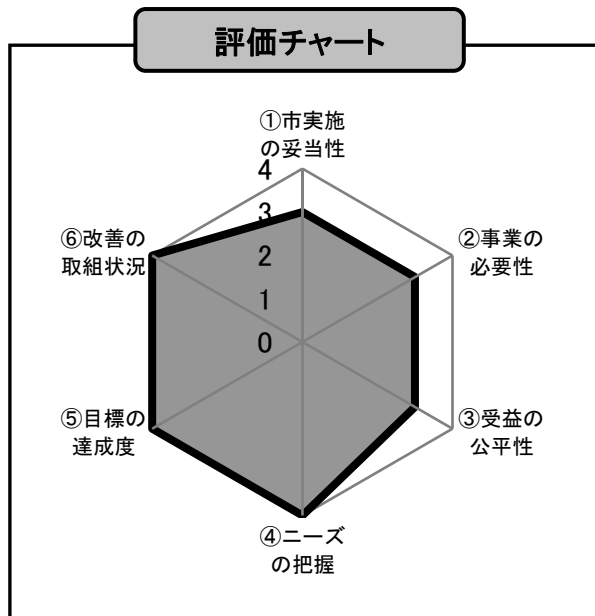 評価チャート
①市実施
の妥当性
4
3
2
1
0
②事業の
必要性
③受益の
公平性
④ニーズ
の把握
⑤目標の
達成度
⑥改善の
取組状況